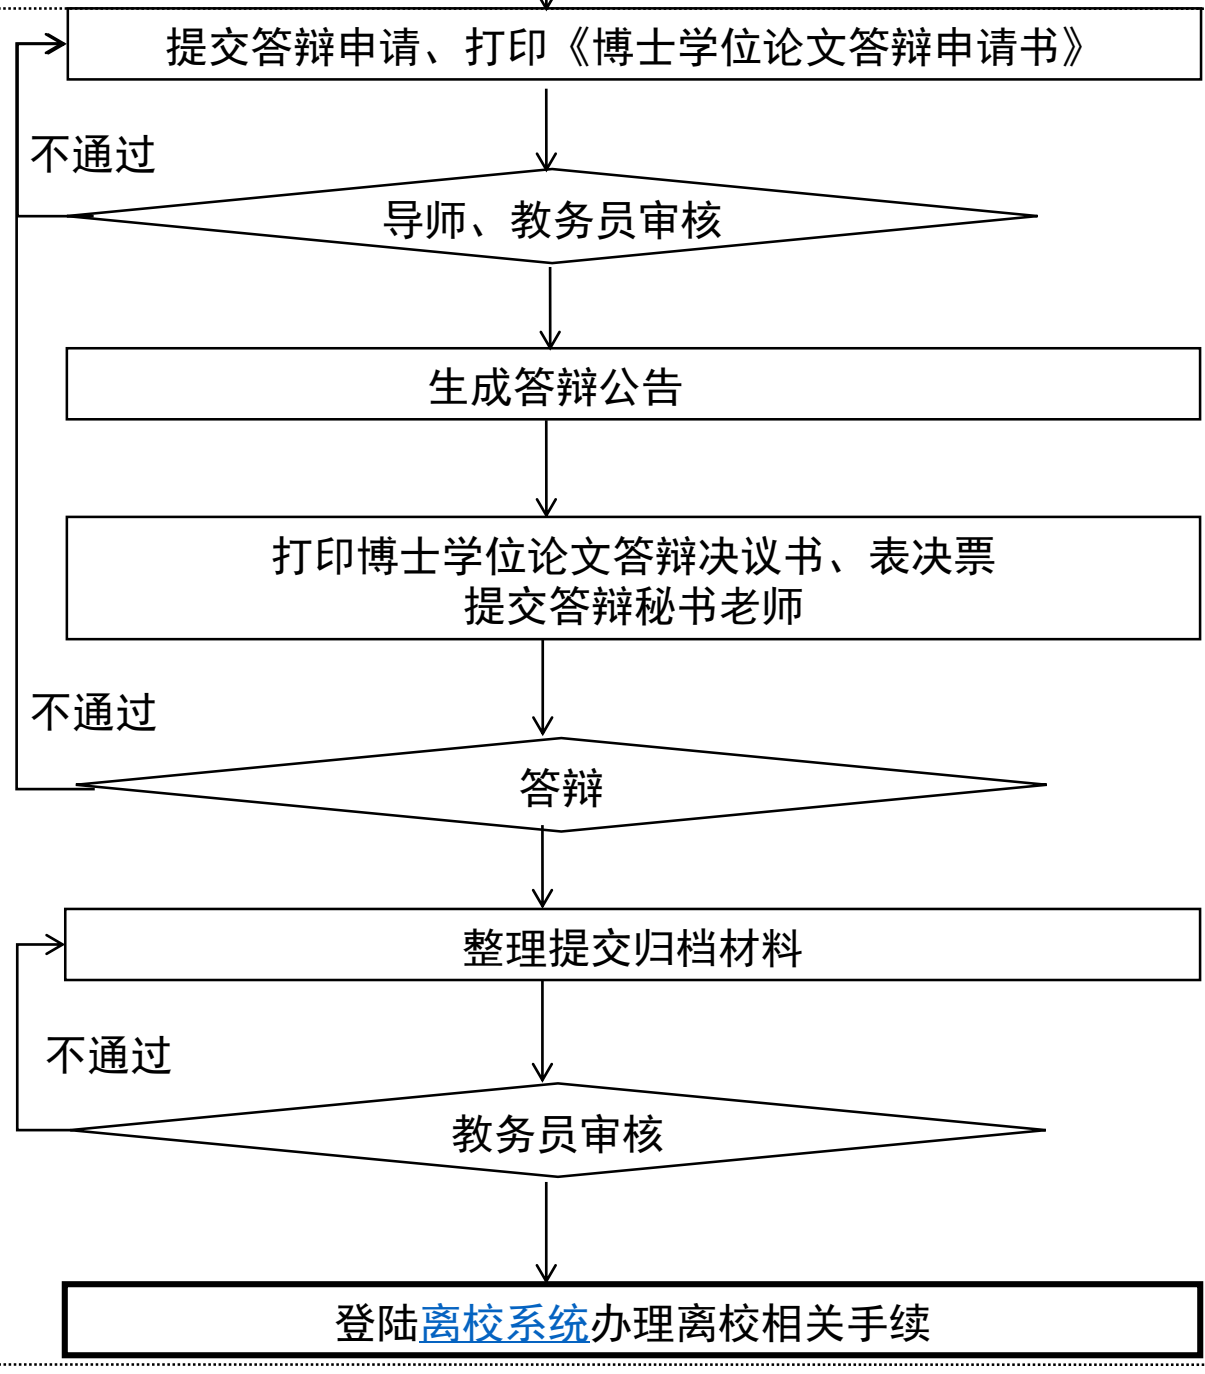 提交答辩申请、打印《博士学位论文答辩申请书》
不通过
导师、教务员审核
生成答辩公告
打印博士学位论文答辩决议书、表决票
提交答辩秘书老师
不通过
答辩
整理提交归档材料
不通过
教务员审核
登陆离校系统办理离校相关手续